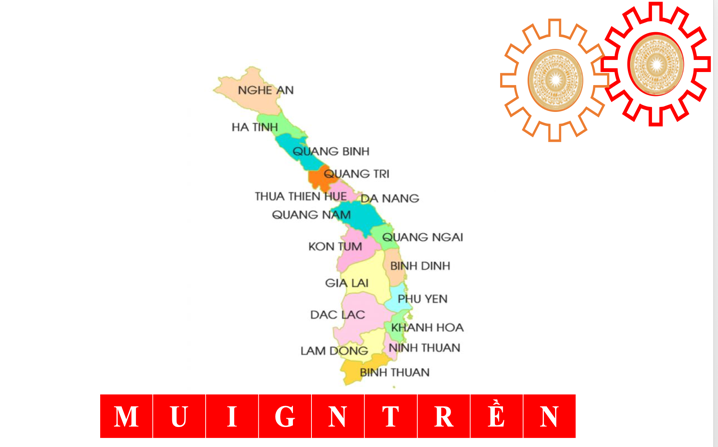 NGHE AN
HA TINH
QUANG BINH
QUANG TRI
THUA THIEN HUE
DA NANG
QUANG NAM
QUANG NGAI
KON TUM
BINH DINH
GIA LAI
PHU YEN
DAC LAC
KHANH HOA
LAM DONG
NINH THUAN
BINH THUAN
M U I G N T R Ề N